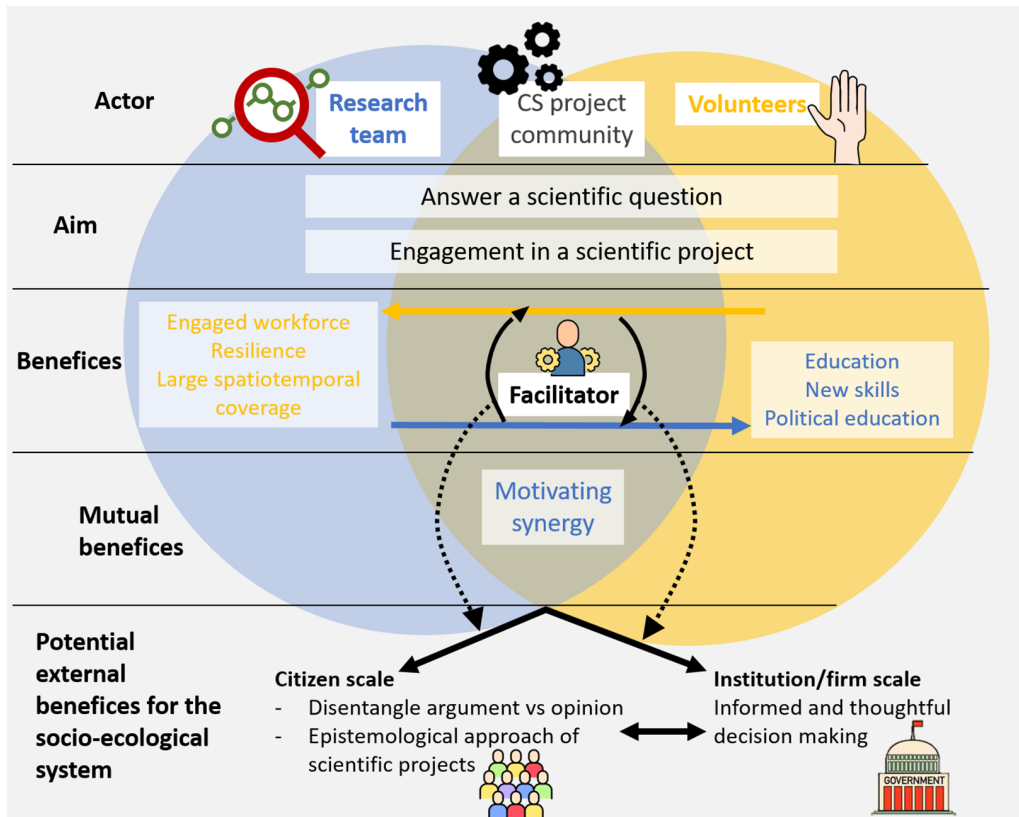 Actor
Research
team
CS project
community
Volunteers
Aim
Answer a scientific question
Engagement in a scientific project
Benefices
Engaged workforce
Resilience
Large spatiotemporal
coverage
Facilitator
Education
New skills
Political education
Mutual
benefices
Motivating
synergy
Potential
external
benefices for the
socio-ecological
system
Citizen scale
- Disentangle argument vs opinion
- Epistemological approach of
scientific projects
Institution/firm scale
Informed and thoughtful
decision making
GOVERNMENT